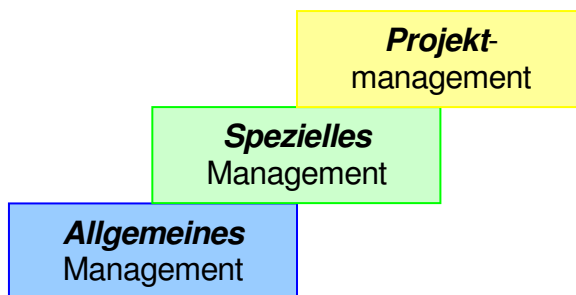 Projekt-
management
Spezielles
Management
Allgemeines
Management